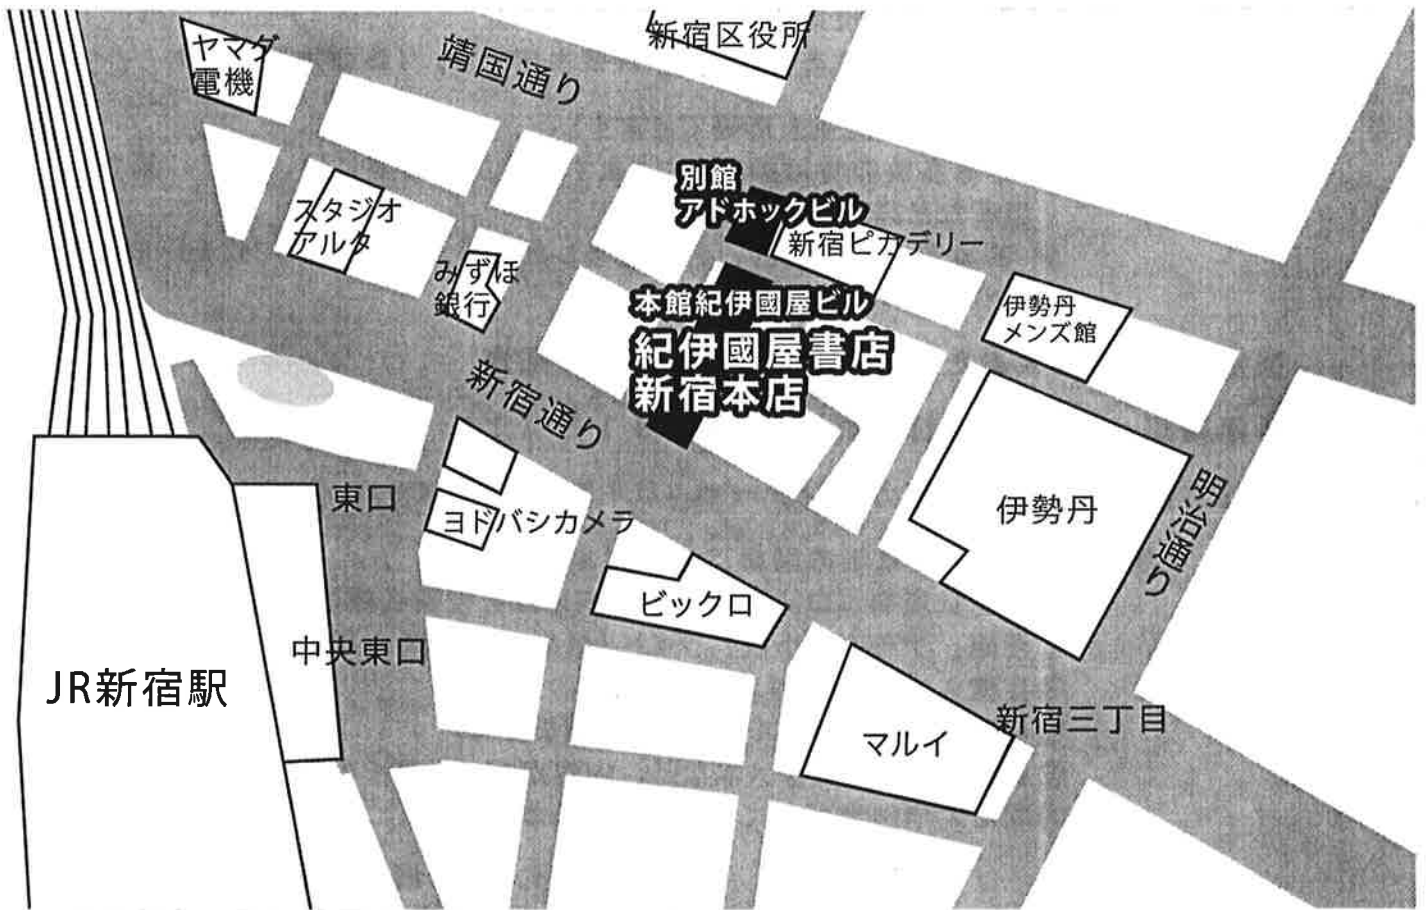 新宿区役所
ヤマダ
電機
靖国通り
別館
アドホックビル
スタジオ
アルタ
新宿ピカデリー
みずほ
銀行
本館紀伊國屋ビル
紀伊國屋書店
新宿本店
伊勢丹
メンズ館
新宿通り
東口
ヨドバシカメラ
伊勢丹
明治通り
ビックロ
中央東口
JR新宿駅
新宿三丁目
マルイ